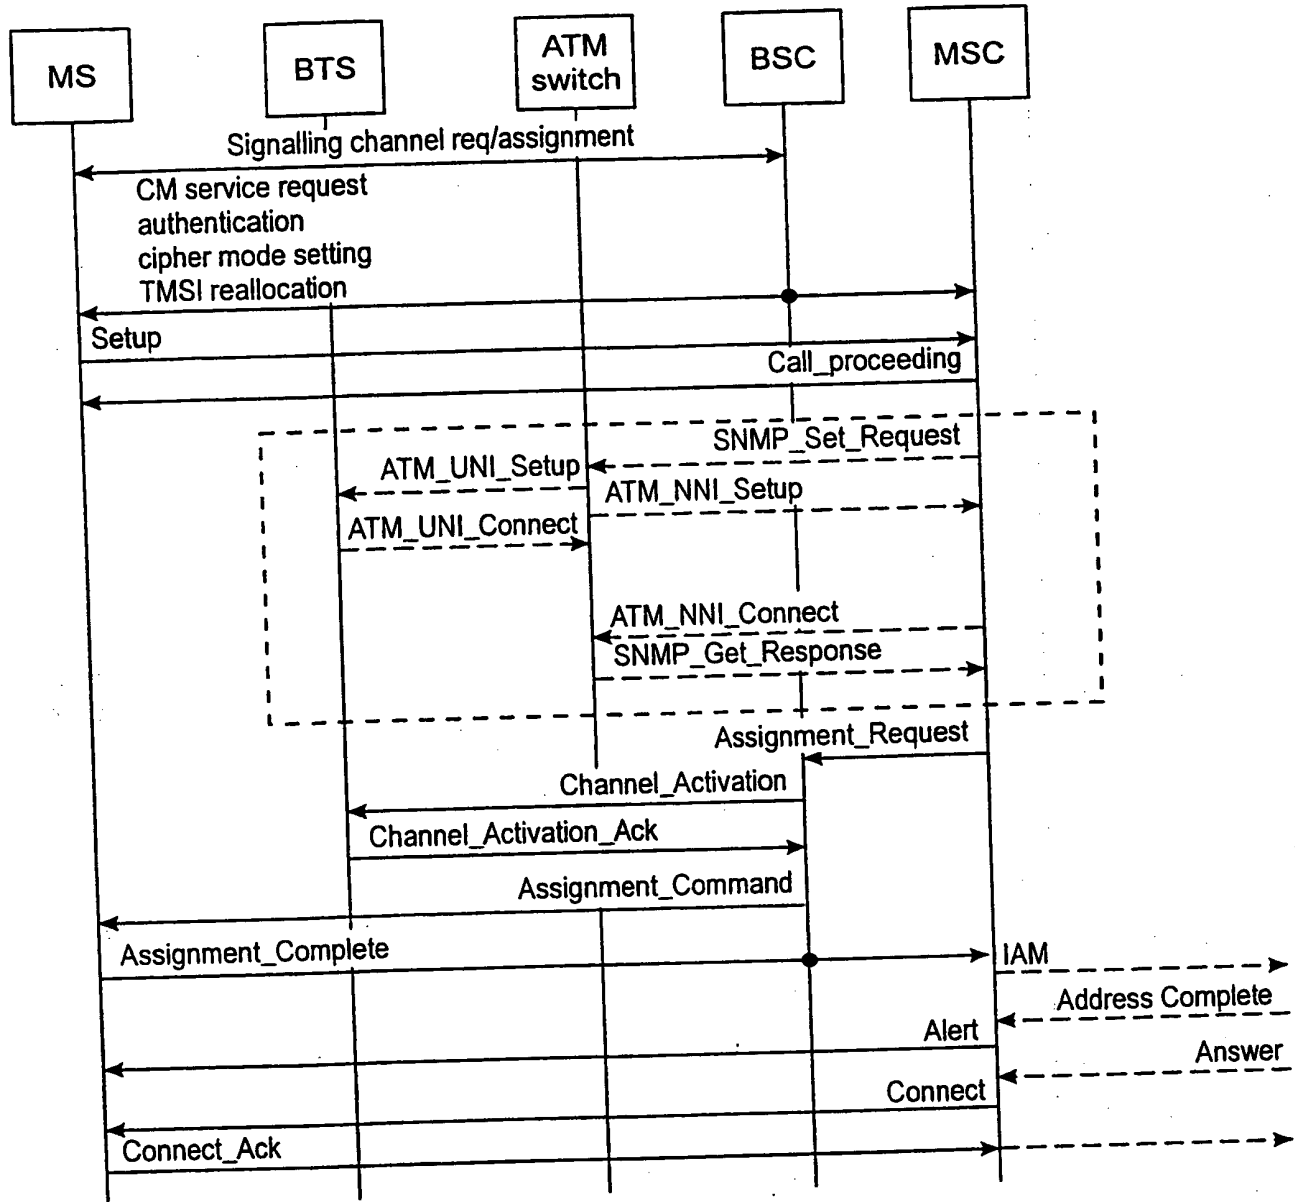 MS
BTS
ATM
switch
BSC
MSC
Signalling channel req/assignment
CM service request
authentication
cipher mode setting
TMSI reallocation
Setup
Call_proceeding
SNMP_Set_Request
ATM_UNI_Setup
ATM_NNI_Setup
ATM_UNI_Connect
ATM_NNI_Connect
SNMP_Get_Response
Assignment_Request
Channel_Activation
Channel_Activation_Ack
Assignment_Command
Assignment_Complete
IAM
Address Complete
Alert
Answer
Connect
Connect_Ack